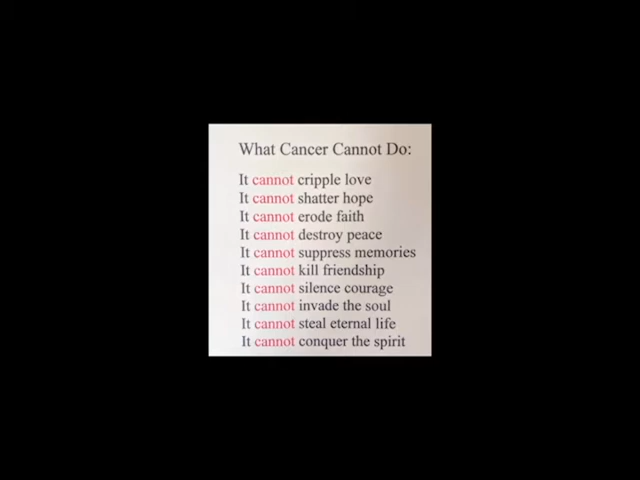 What Cancer Cannot Do:
It cannot cripple love
It cannot shatter hope
It cannot erode faith
It cannot destroy peace
It cannot suppress memories
It cannot kill friendship
It cannot silence courage
It cannot invade the soul
It cannot steal eternal life
It cannot conquer the spirit